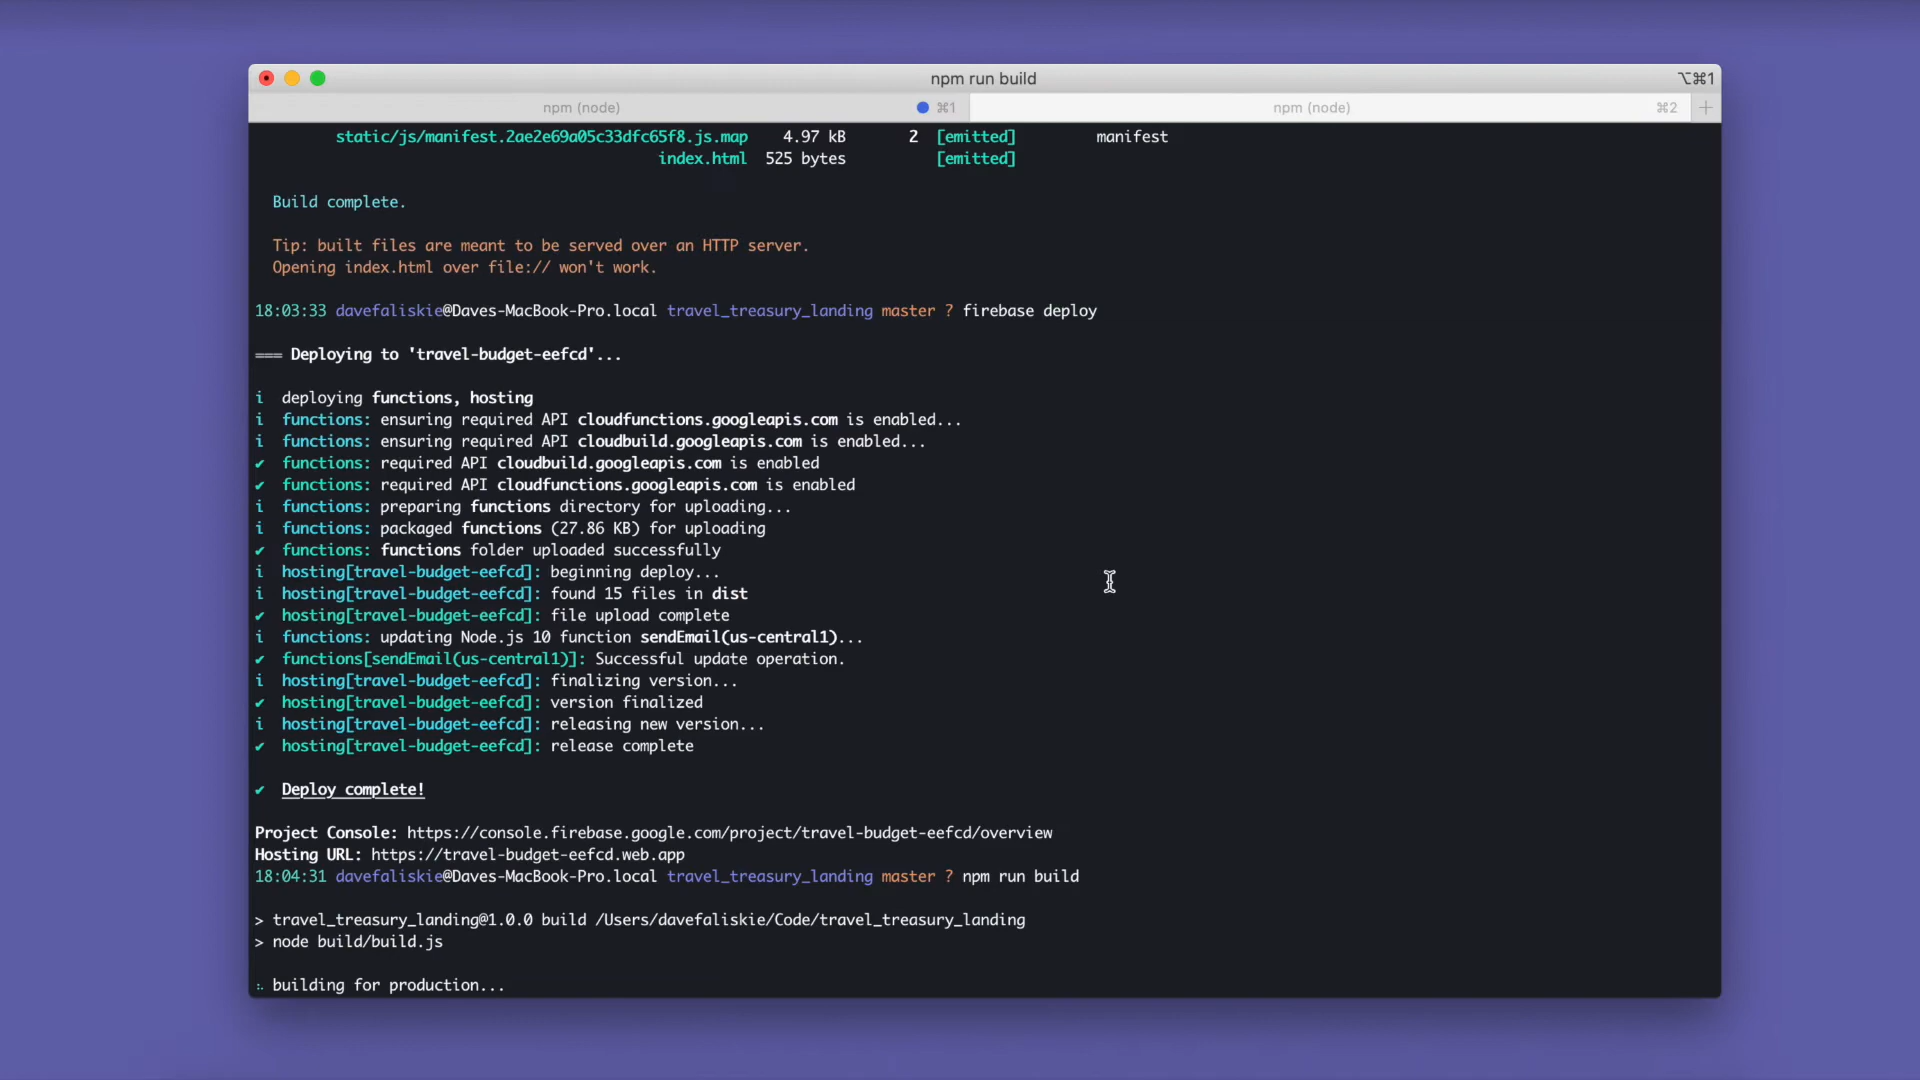 npm run build
⌥⌘1
npm (node) ⌘1 npm (node) ⌘2 +
static/js/manifest.2ae2e69a05c33dfc65f8.js.map 4.97 kB 2 [emitted] manifest
index.html 525 bytes [emitted]
Build complete.
Tip: built files are meant to be served over an HTTP server.
Opening index.html over file:// won't work.
18:03:33 davefaliskie@Daves-MacBook-Pro.local travel_treasury_landing master ? firebase deploy
=== Deploying to 'travel-budget-eefcd'...
i deploying functions, hosting
i functions: ensuring required API cloudfunctions.googleapis.com is enabled...
i functions: ensuring required API cloudbuild.googleapis.com is enabled...
✔ functions: required API cloudbuild.googleapis.com is enabled
✔ functions: required API cloudfunctions.googleapis.com is enabled
i functions: preparing functions directory for uploading...
i functions: packaged functions (27.86 KB) for uploading
✔ functions: functions folder uploaded successfully
i hosting[travel-budget-eefcd]: beginning deploy...
i hosting[travel-budget-eefcd]: found 15 files in dist
✔ hosting[travel-budget-eefcd]: file upload complete
i functions: updating Node.js 10 function sendEmail(us-central1)...
✔ functions[sendEmail(us-central1)]: Successful update operation.
i hosting[travel-budget-eefcd]: finalizing version...
✔ hosting[travel-budget-eefcd]: version finalized
i hosting[travel-budget-eefcd]: releasing new version...
✔ hosting[travel-budget-eefcd]: release complete
✔ Deploy complete!
Project Console: https://console.firebase.google.com/project/travel-budget-eefcd/overview
Hosting URL: https://travel-budget-eefcd.web.app
18:04:31 davefaliskie@Daves-MacBook-Pro.local travel_treasury_landing master ? npm run build
> travel_treasury_landing@1.0.0 build /Users/davefaliskie/Code/travel_treasury_landing
> node build/build.js
building for production...